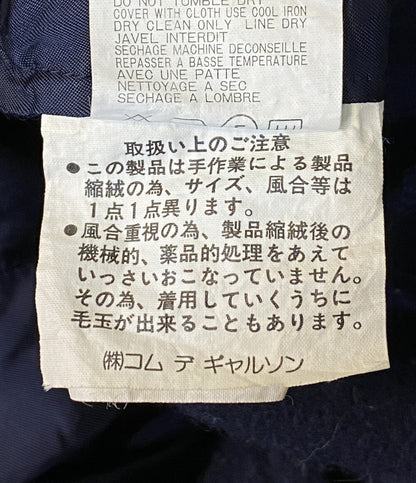 DO NOT TUMBLE DRY
COVER WITH CLOTH USE COOL IRON
DRY CLEAN ONLY LINE DRY
JAVEL INTERDIT
SECHAGE MACHINE DECONSEILLE
REPASSER A BASSE TEMPERATURE
AVEC UNE PATTE
NETTOYAGE A SEC
SECHAGE A LOMBRE
取扱い上のご注意
●この製品は手作業による製品
縮絨の為、サイズ、風合等は
1点1点異ります。
●風合重視の為、製品縮絨後の
機械的、薬品的処理をあえて
いっさいおこなっていません。
その為、着用していくうちに
毛玉が出来ることもあります。
㈱コム デ ギャルソン